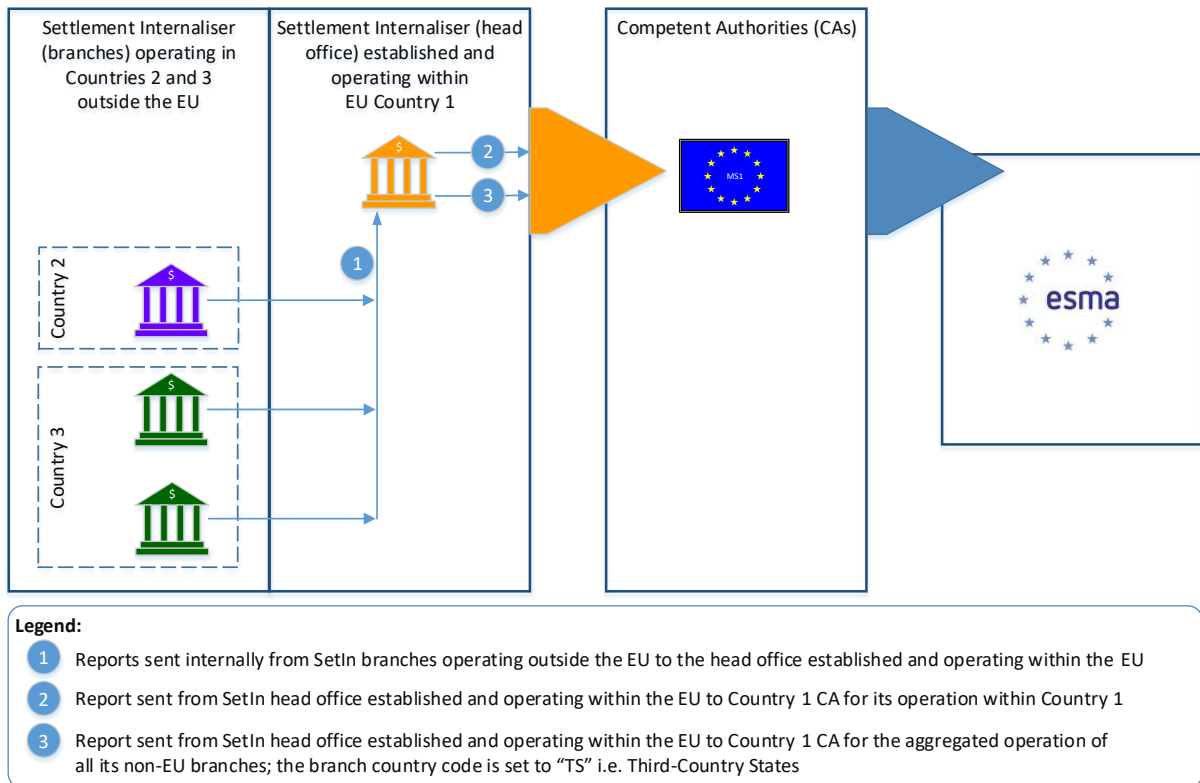 Settlement Internaliser
(branches) operating in
Countries 2 and 3
outside the EU
Settlement Internaliser (head
office) established and
operating within
EU Country 1
Competent Authorities (CAs)
$
2
3
MS1
1
Country 2
$
esma
Country 3
$
$
Legend:
1 Reports sent internally from SetIn branches operating outside the EU to the head office established and operating within the EU
2 Report sent from SetIn head office established and operating within the EU to Country 1 CA for its operation within Country 1
3 Report sent from SetIn head office established and operating within the EU to Country 1 CA for the aggregated operation of
all its non-EU branches; the branch country code is set to “TS” i.e. Third-Country States